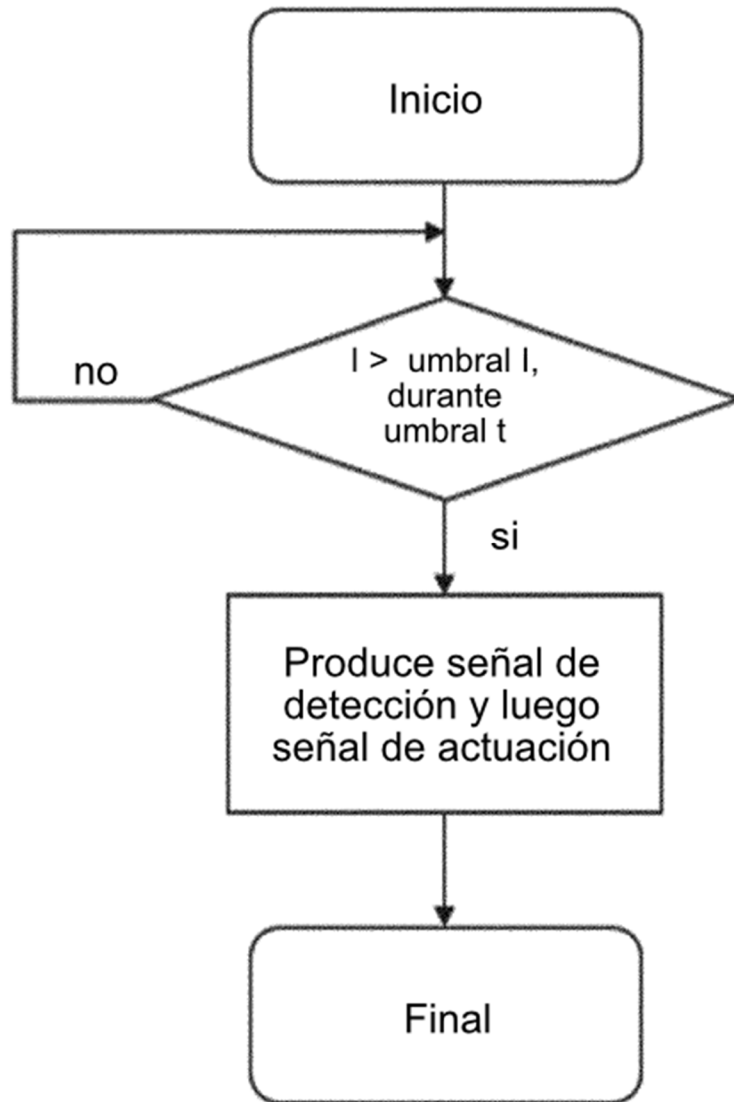 Inicio
I > umbral I,
durante
umbral t
no
si
Produce señal de
detección y luego
señal de actuación
Final